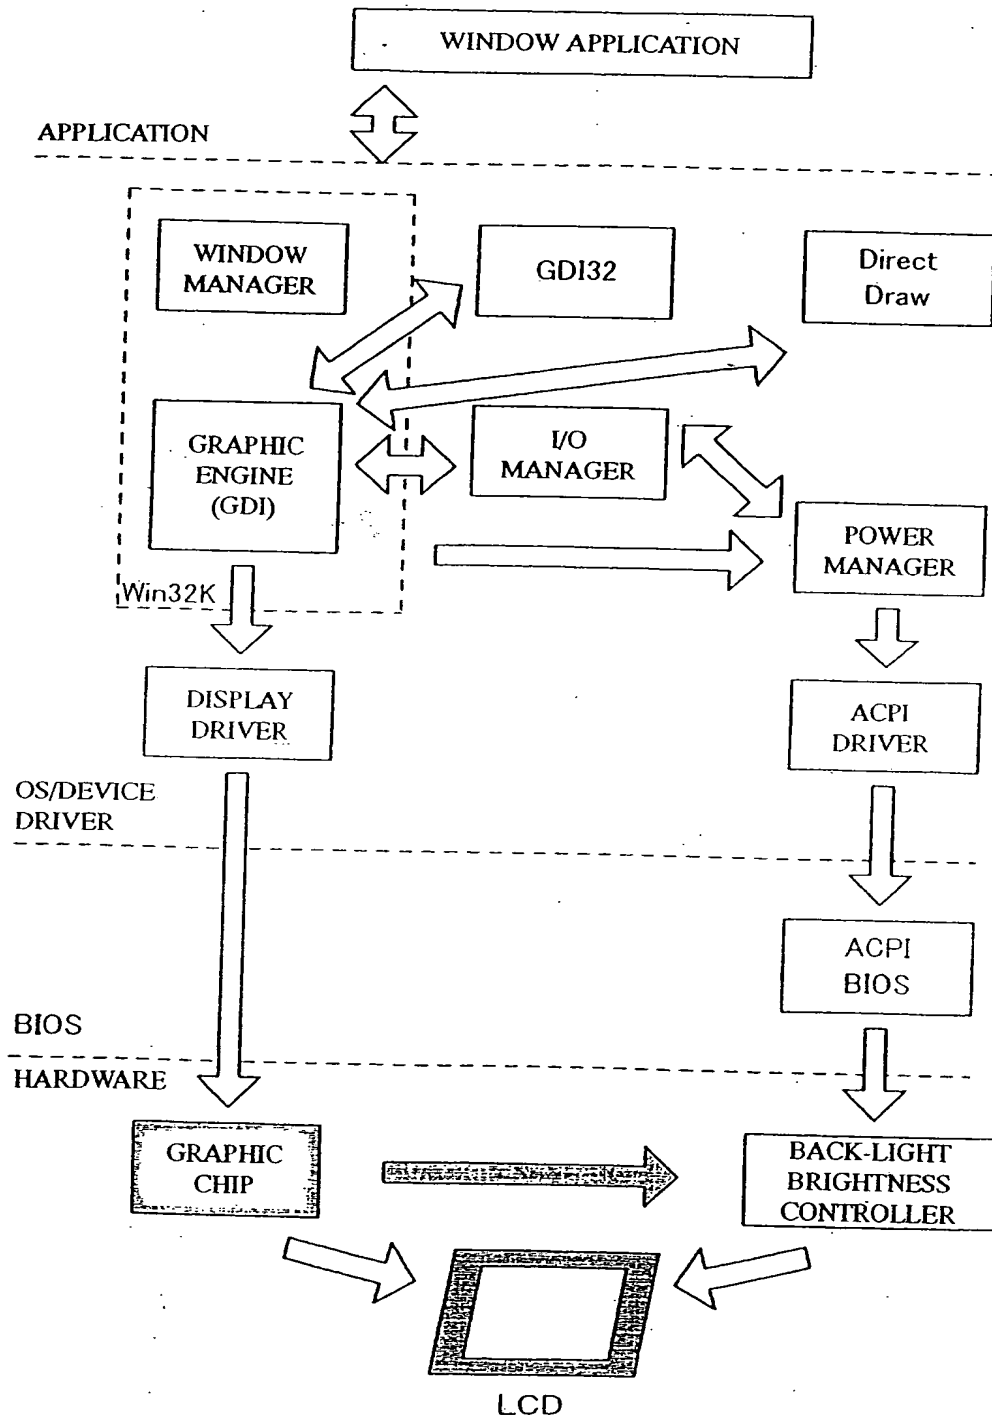 WINDOW APPLICATION
APPLICATION
WINDOW
MANAGER
GDI32
Direct
Draw
GRAPHIC
ENGINE
(GDI)
I/O
MANAGER
POWER
MANAGER
Win32K
DISPLAY
DRIVER
ACPI
DRIVER
OS/DEVICE
DRIVER
ACPI
BIOS
BIOS
HARDWARE
GRAPHIC
CHIP
BACK-LIGHT
BRIGHTNESS
CONTROLLER
LCD